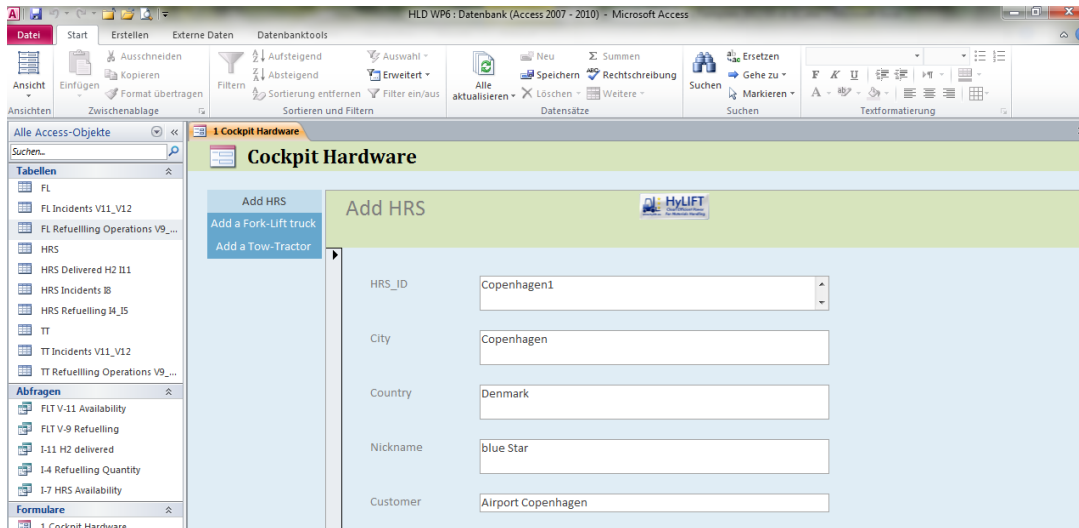 HLD WP6 : Datenbank (Access 2007 - 2010) - Microsoft Access
Datei Start Erstellen Externe Daten Datenbanktools
Ansicht
Ansichten
Einfügen
Ausschneiden
Kopieren
Format übertragen
Zwischenablage
Filtern
Aufsteigend
Absteigend
Sortierung entfernen
Auswahl
Erweitert
Filter ein/aus
Sortieren und Filtern
Alle
aktualisieren
Neu
Speichern
Löschen
Summen
Rechtschreibung
Weitere
Datensätze
Suchen
Ersetzen
Gehe zu
Markieren
Suchen
F K U
A
Textformatierung
Alle Access-Objekte
Suchen...
Tabellen
FL
FL Incidents V11_V12
FL Refuellling Operations V9_...
HRS
HRS Delivered H2 I11
HRS Incidents I8
HRS Refuelling I4_I5
TT
TT Incidents V11_V12
TT Refuellling Operations V9_...
Abfragen
FLT V-11 Availability
FLT V-9 Refuelling
I-11 H2 delivered
I-4 Refuelling Quantity
I-7 HRS Availability
Formulare
1 Cockpit Hardware
1 Cockpit Hardware
Cockpit Hardware
Add HRS
Add a Fork-Lift truck
Add a Tow-Tractor
Add HRS
HyLIFT
HRS_ID Copenhagen1
City Copenhagen
Country Denmark
Nickname blue Star
Customer Airport Copenhagen